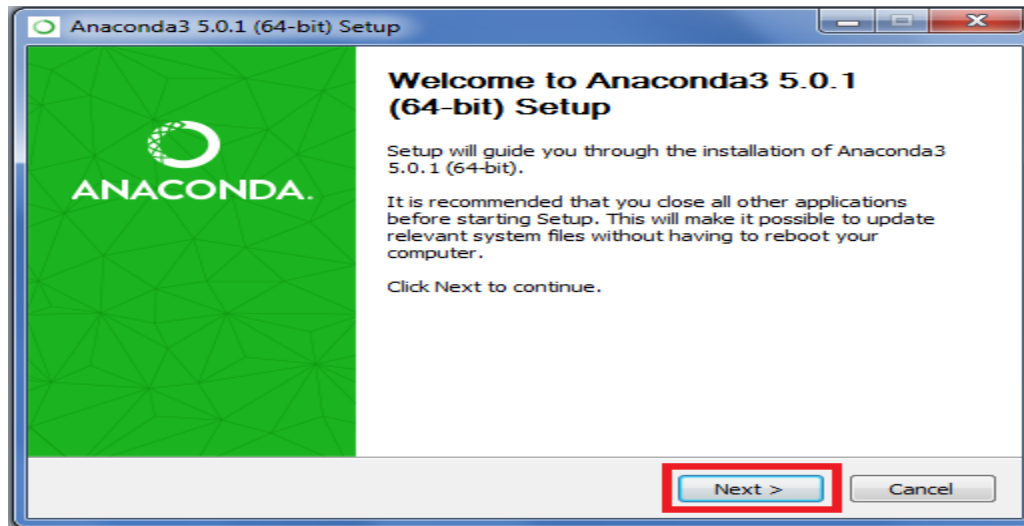 Anaconda3 5.0.1 (64-bit) Setup
Welcome to Anaconda3 5.0.1
(64-bit) Setup
ANACONDA.
Setup will guide you through the installation of Anaconda3
5.0.1 (64-bit).
It is recommended that you close all other applications
before starting Setup. This will make it possible to update
relevant system files without having to reboot your
computer.
Click Next to continue.
Next >
Cancel